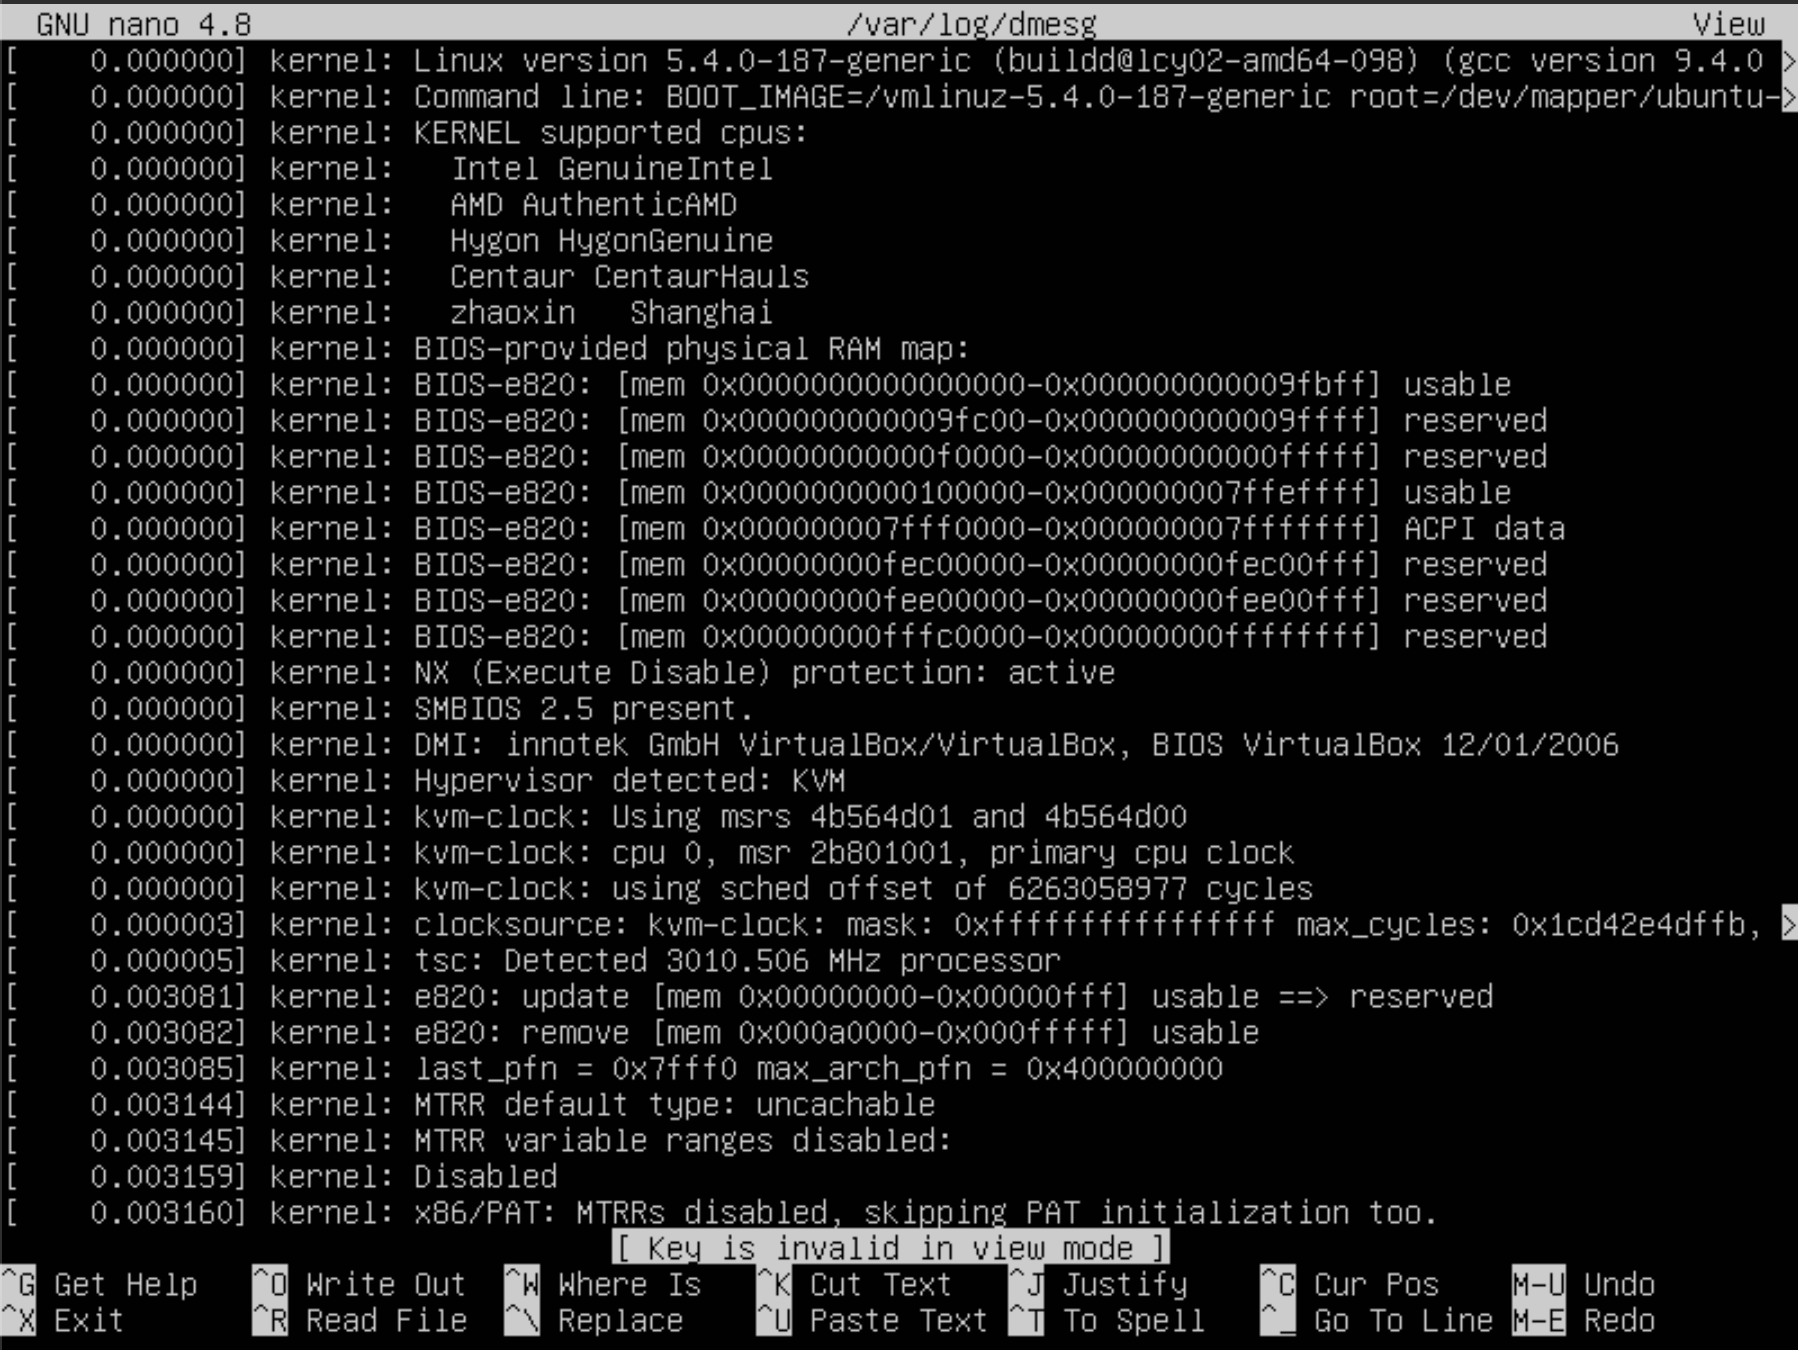 GNU nano 4.8 /var/log/dmesg View
[    0.000000] kernel: Linux version 5.4.0-187-generic (buildd@lcy02-amd64-098) (gcc version 9.4.0 >
[    0.000000] kernel: Command line: BOOT_IMAGE=/vmlinuz-5.4.0-187-generic root=/dev/mapper/ubuntu->
[    0.000000] kernel: KERNEL supported cpus:
[    0.000000] kernel:   Intel GenuineIntel
[    0.000000] kernel:   AMD AuthenticAMD
[    0.000000] kernel:   Hygon HygonGenuine
[    0.000000] kernel:   Centaur CentaurHauls
[    0.000000] kernel:   zhaoxin   Shanghai
[    0.000000] kernel: BIOS-provided physical RAM map:
[    0.000000] kernel: BIOS-e820: [mem 0x0000000000000000-0x000000000009fbff] usable
[    0.000000] kernel: BIOS-e820: [mem 0x000000000009fc00-0x000000000009ffff] reserved
[    0.000000] kernel: BIOS-e820: [mem 0x00000000000f0000-0x00000000000fffff] reserved
[    0.000000] kernel: BIOS-e820: [mem 0x0000000000100000-0x000000007ffeffff] usable
[    0.000000] kernel: BIOS-e820: [mem 0x000000007fff0000-0x000000007fffffff] ACPI data
[    0.000000] kernel: BIOS-e820: [mem 0x00000000fec00000-0x00000000fec00fff] reserved
[    0.000000] kernel: BIOS-e820: [mem 0x00000000fee00000-0x00000000fee00fff] reserved
[    0.000000] kernel: BIOS-e820: [mem 0x00000000fffc0000-0x00000000ffffffff] reserved
[    0.000000] kernel: NX (Execute Disable) protection: active
[    0.000000] kernel: SMBIOS 2.5 present.
[    0.000000] kernel: DMI: innotek GmbH VirtualBox/VirtualBox, BIOS VirtualBox 12/01/2006
[    0.000000] kernel: Hypervisor detected: KVM
[    0.000000] kernel: kvm-clock: Using msrs 4b564d01 and 4b564d00
[    0.000000] kernel: kvm-clock: cpu 0, msr 2b801001, primary cpu clock
[    0.000000] kernel: kvm-clock: using sched offset of 6263058977 cycles
[    0.000003] kernel: clocksource: kvm-clock: mask: 0xffffffffffffffff max_cycles: 0x1cd42e4dffb, >
[    0.000005] kernel: tsc: Detected 3010.506 MHz processor
[    0.003081] kernel: e820: update [mem 0x00000000-0x00000fff] usable ==> reserved
[    0.003082] kernel: e820: remove [mem 0x000a0000-0x000fffff] usable
[    0.003085] kernel: last_pfn = 0x7fff0 max_arch_pfn = 0x400000000
[    0.003144] kernel: MTRR default type: uncachable
[    0.003145] kernel: MTRR variable ranges disabled:
[    0.003159] kernel: Disabled
[    0.003160] kernel: x86/PAT: MTRRs disabled, skipping PAT initialization too.
[ Key is invalid in view mode ]
^G Get Help ^O Write Out ^W Where Is ^K Cut Text ^J Justify ^C Cur Pos M-U Undo
^X Exit ^R Read File ^\ Replace ^U Paste Text ^T To Spell ^_ Go To Line M-E Redo